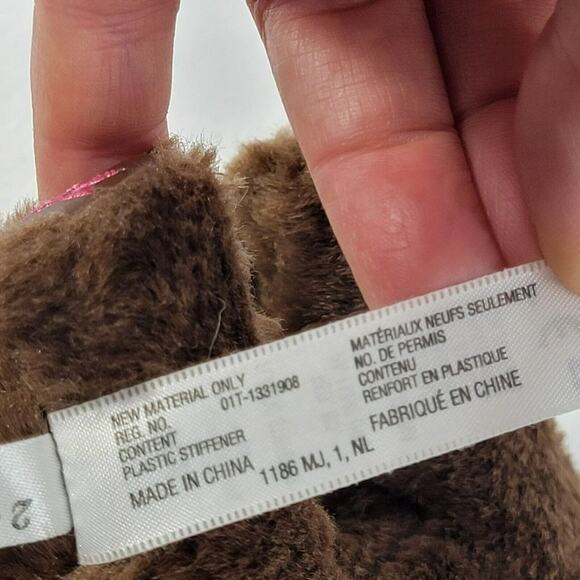 NEW MATERIAL ONLY
REG. NO. 01T-1331908
CONTENT
PLASTIC STIFFENER
MADE IN CHINA
1186 MJ, 1, NL
MATÉRIAUX NEUFS SEULEMENT
NO. DE PERMIS
CONTENU
RENFORT EN PLASTIQUE
FABRIQUÉ EN CHINE
2